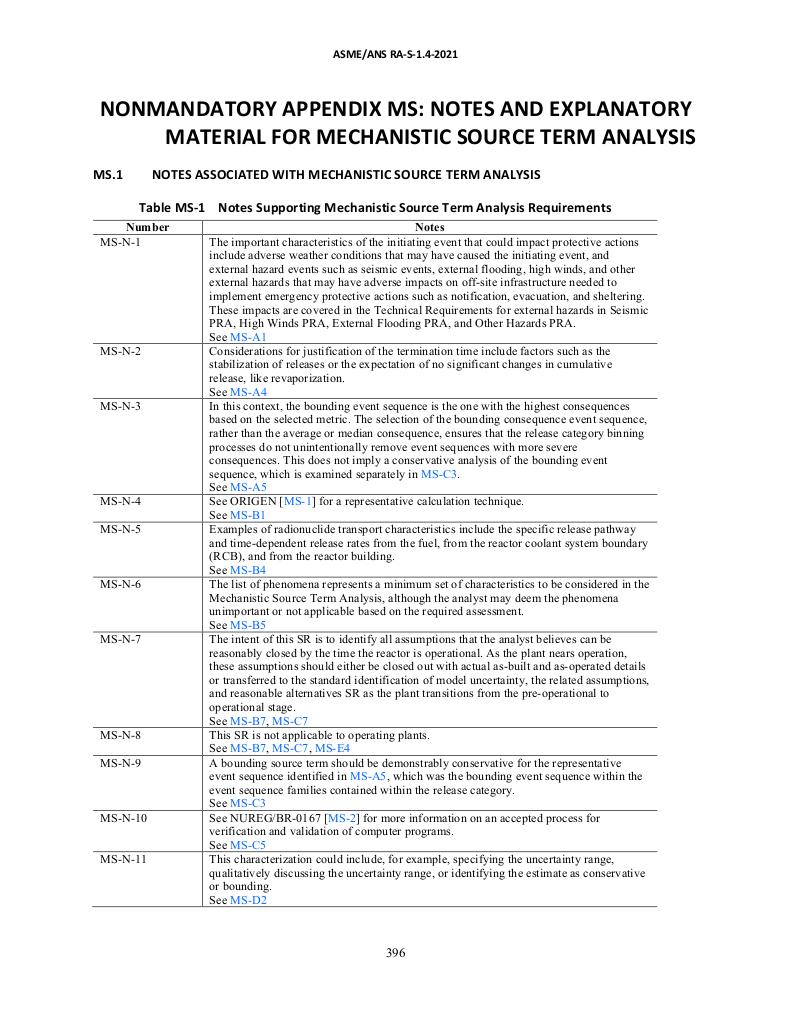 ASME/ANS RA-S-1.4-2021
NONMANDATORY APPENDIX MS: NOTES AND EXPLANATORY
MATERIAL FOR MECHANISTIC SOURCE TERM ANALYSIS
MS.1 NOTES ASSOCIATED WITH MECHANISTIC SOURCE TERM ANALYSIS
Table MS-1 Notes Supporting Mechanistic Source Term Analysis Requirements
Number Notes
MS-N-1 The important characteristics of the initiating event that could impact protective actions
include adverse weather conditions that may have caused the initiating event, and
external hazard events such as seismic events, external flooding, high winds, and other
external hazards that may have adverse impacts on off-site infrastructure needed to
implement emergency protective actions such as notification, evacuation, and sheltering.
These impacts are covered in the Technical Requirements for external hazards in Seismic
PRA, High Winds PRA, External Flooding PRA, and Other Hazards PRA.
See MS-A1
MS-N-2 Considerations for justification of the termination time include factors such as the
stabilization of releases or the expectation of no significant changes in cumulative
release, like revaporization.
See MS-A4
MS-N-3 In this context, the bounding event sequence is the one with the highest consequences
based on the selected metric. The selection of the bounding consequence event sequence,
rather than the average or median consequence, ensures that the release category binning
processes do not unintentionally remove event sequences with more severe
consequences. This does not imply a conservative analysis of the bounding event
sequence, which is examined separately in MS-C3.
See MS-A5
MS-N-4 See ORIGEN [MS-1] for a representative calculation technique.
See MS-B1
MS-N-5 Examples of radionuclide transport characteristics include the specific release pathway
and time-dependent release rates from the fuel, from the reactor coolant system boundary
(RCB), and from the reactor building.
See MS-B4
MS-N-6 The list of phenomena represents a minimum set of characteristics to be considered in the
Mechanistic Source Term Analysis, although the analyst may deem the phenomena
unimportant or not applicable based on the required assessment.
See MS-B5
MS-N-7 The intent of this SR is to identify all assumptions that the analyst believes can be
reasonably closed by the time the reactor is operational. As the plant nears operation,
these assumptions should either be closed out with actual as-built and as-operated details
or transferred to the standard identification of model uncertainty, the related assumptions,
and reasonable alternatives SR as the plant transitions from the pre-operational to
operational stage.
See MS-B7, MS-C7
MS-N-8 This SR is not applicable to operating plants.
See MS-B7, MS-C7, MS-E4
MS-N-9 A bounding source term should be demonstrably conservative for the representative
event sequence identified in MS-A5, which was the bounding event sequence within the
event sequence families contained within the release category.
See MS-C3
MS-N-10 See NUREG/BR-0167 [MS-2] for more information on an accepted process for
verification and validation of computer programs.
See MS-C5
MS-N-11 This characterization could include, for example, specifying the uncertainty range,
qualitatively discussing the uncertainty range, or identifying the estimate as conservative
or bounding.
See MS-D2
396